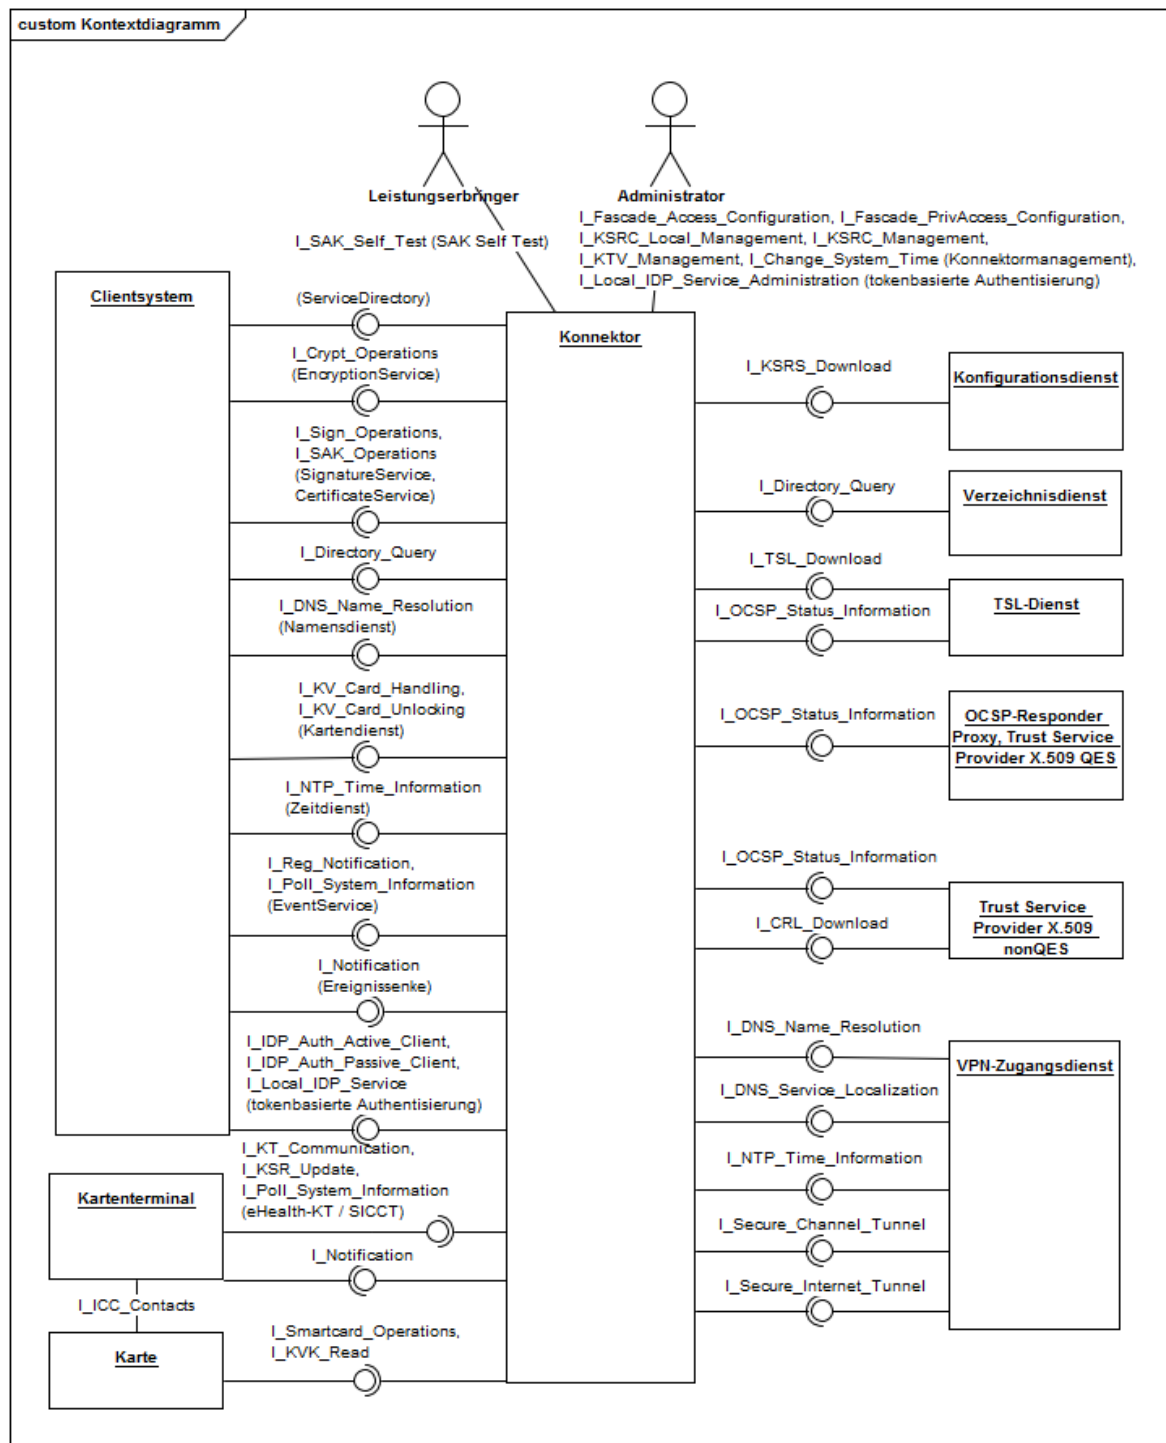 custom Kontextdiagramm
Leistungserbringer
Administrator
I_SAK_Self_Test (SAK Self Test)
I_Fascade_Access_Configuration, I_Fascade_PrivAccess_Configuration,
I_KSRC_Local_Management, I_KSRC_Management,
I_KTV_Management, I_Change_System_Time (Konnektormanagement),
I_Local_IDP_Service_Administration (tokenbasierte Authentisierung)
Clientsystem
(ServiceDirectory)
I_Crypt_Operations
(EncryptionService)
I_Sign_Operations,
I_SAK_Operations
(SignatureService,
CertificateService)
I_Directory_Query
I_DNS_Name_Resolution
(Namensdienst)
I_KV_Card_Handling,
I_KV_Card_Unlocking
(Kartendienst)
I_NTP_Time_Information
(Zeitdienst)
I_Reg_Notification,
I_Poll_System_Information
(EventService)
I_Notification
(Ereignissenke)
I_IDP_Auth_Active_Client,
I_IDP_Auth_Passive_Client,
I_Local_IDP_Service
(tokenbasierte Authentisierung)
Kartenterminal
I_KT_Communication,
I_KSR_Update,
I_Poll_System_Information
(eHealth-KT / SICCT)
I_Notification
I_ICC_Contacts
Karte
I_Smartcard_Operations,
I_KVK_Read
Konnektor
I_KSRS_Download
Konfigurationsdienst
I_Directory_Query
Verzeichnisdienst
I_TSL_Download
I_OCSP_Status_Information
TSL-Dienst
I_OCSP_Status_Information
OCSP-Responder
Proxy, Trust Service
Provider X.509 QES
I_OCSP_Status_Information
I_CRL_Download
Trust Service
Provider X.509
nonQES
I_DNS_Name_Resolution
VPN-Zugangsdienst
I_DNS_Service_Localization
I_NTP_Time_Information
I_Secure_Channel_Tunnel
I_Secure_Internet_Tunnel